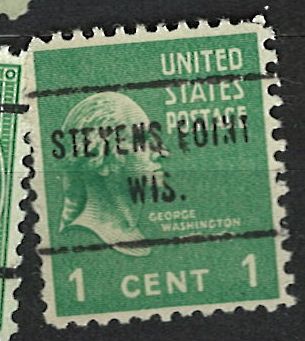 UNITED
STATES
POSTAGE
STEVENS POINT
WIS.
GEORGE
WASHINGTON
1 CENT 1